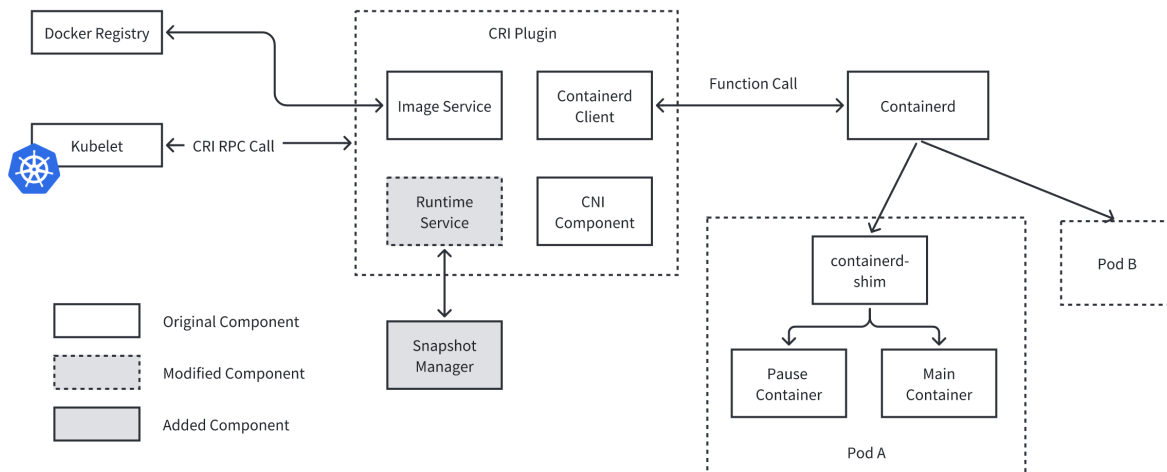 Docker Registry
CRI Plugin
Image Service
Containerd
Client
Function Call
Containerd
Kubelet
CRI RPC Call
Runtime
Service
CNI
Component
containerd-
shim
Pod B
Original Component
Snapshot
Manager
Modified Component
Pause
Container
Main
Container
Added Component
Pod A